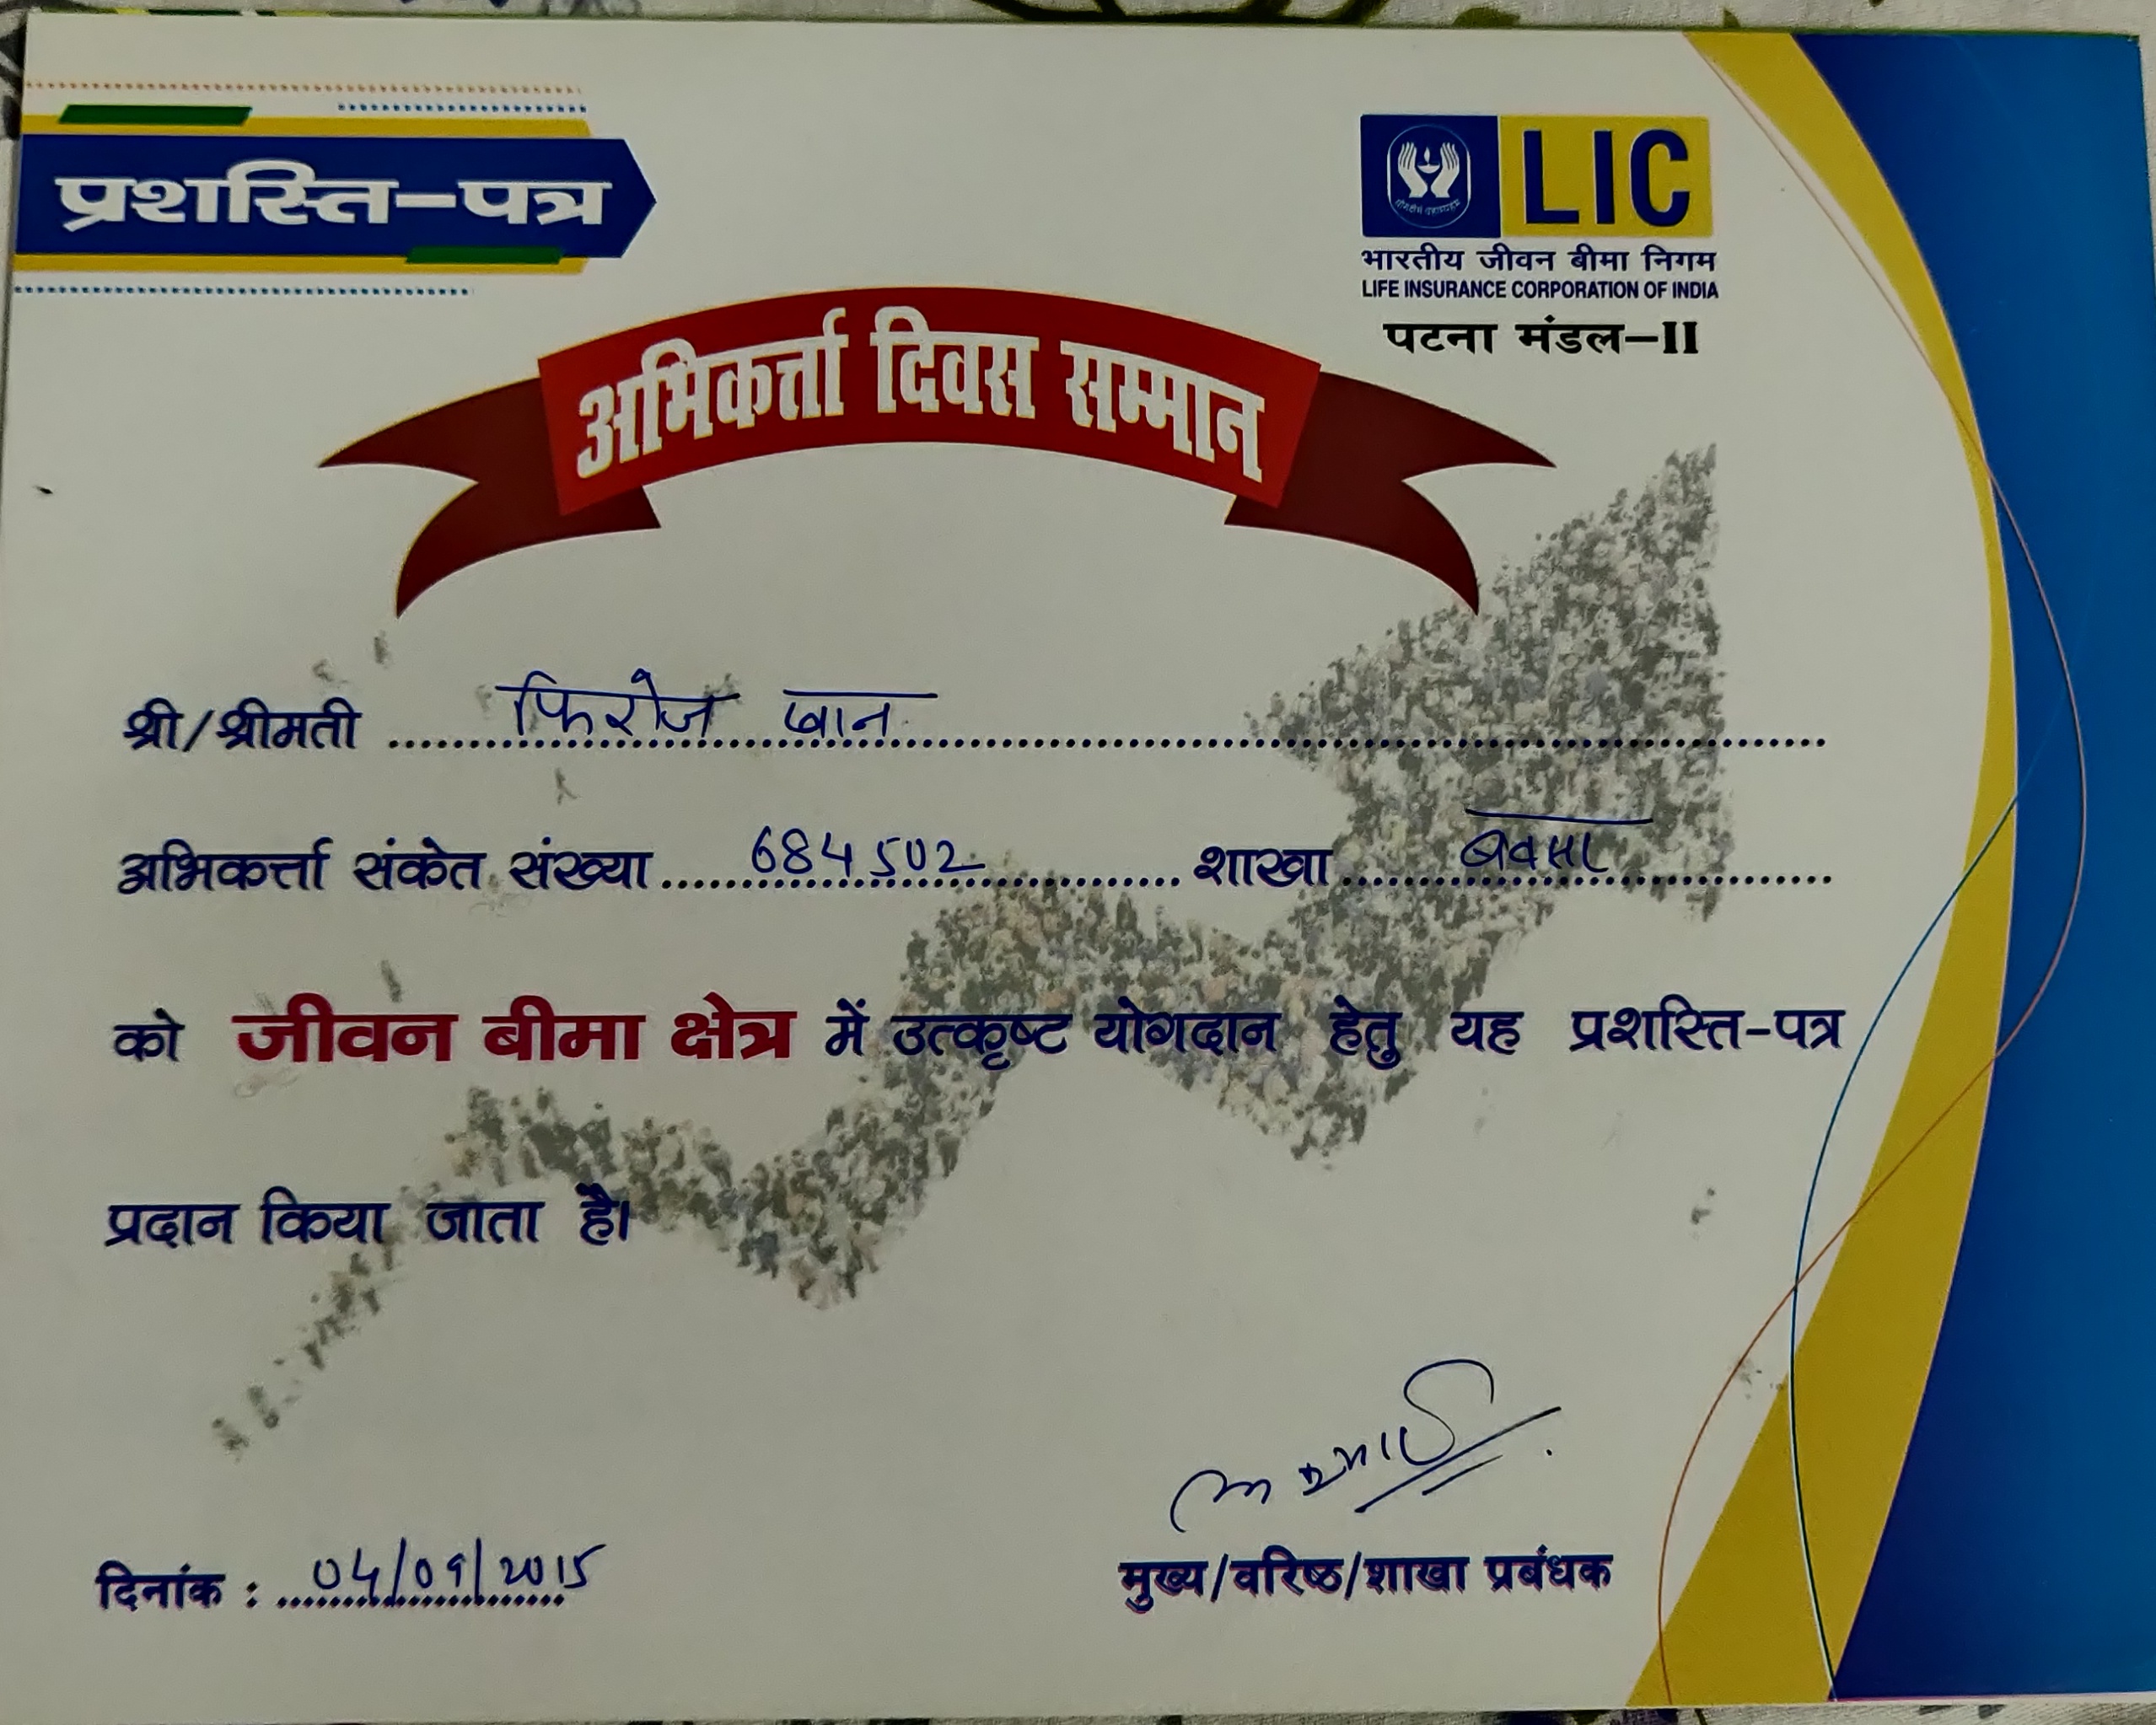 प्रशस्ति-पत्र
LIC
भारतीय जीवन बीमा निगम
LIFE INSURANCE CORPORATION OF INDIA
पटना मंडल-II
अभिकर्त्ता दिवस सम्मान
श्री/श्रीमती फिरोज खान
अभिकर्त्ता संकेत संख्या 684502 शाखा बक्सर
को जीवन बीमा क्षेत्र में उत्कृष्ट योगदान हेतु यह प्रशस्ति-पत्र
प्रदान किया जाता है।
दिनांक : 04/09/2015
मुख्य/वरिष्ठ/शाखा प्रबंधक